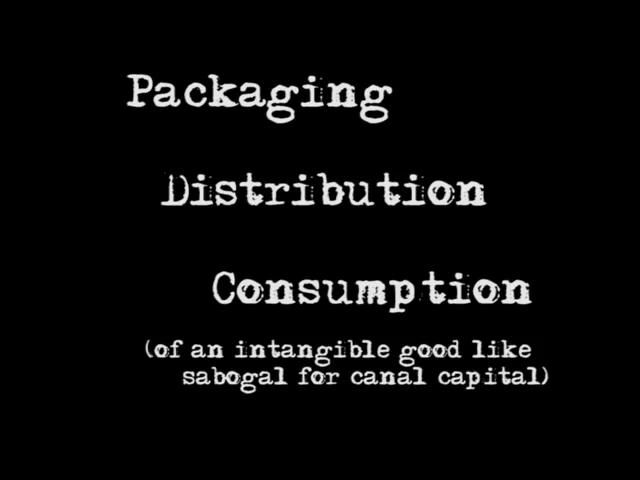 Packaging
Distribution
Consumption
(of an intangible good like
sabogal for canal capital)